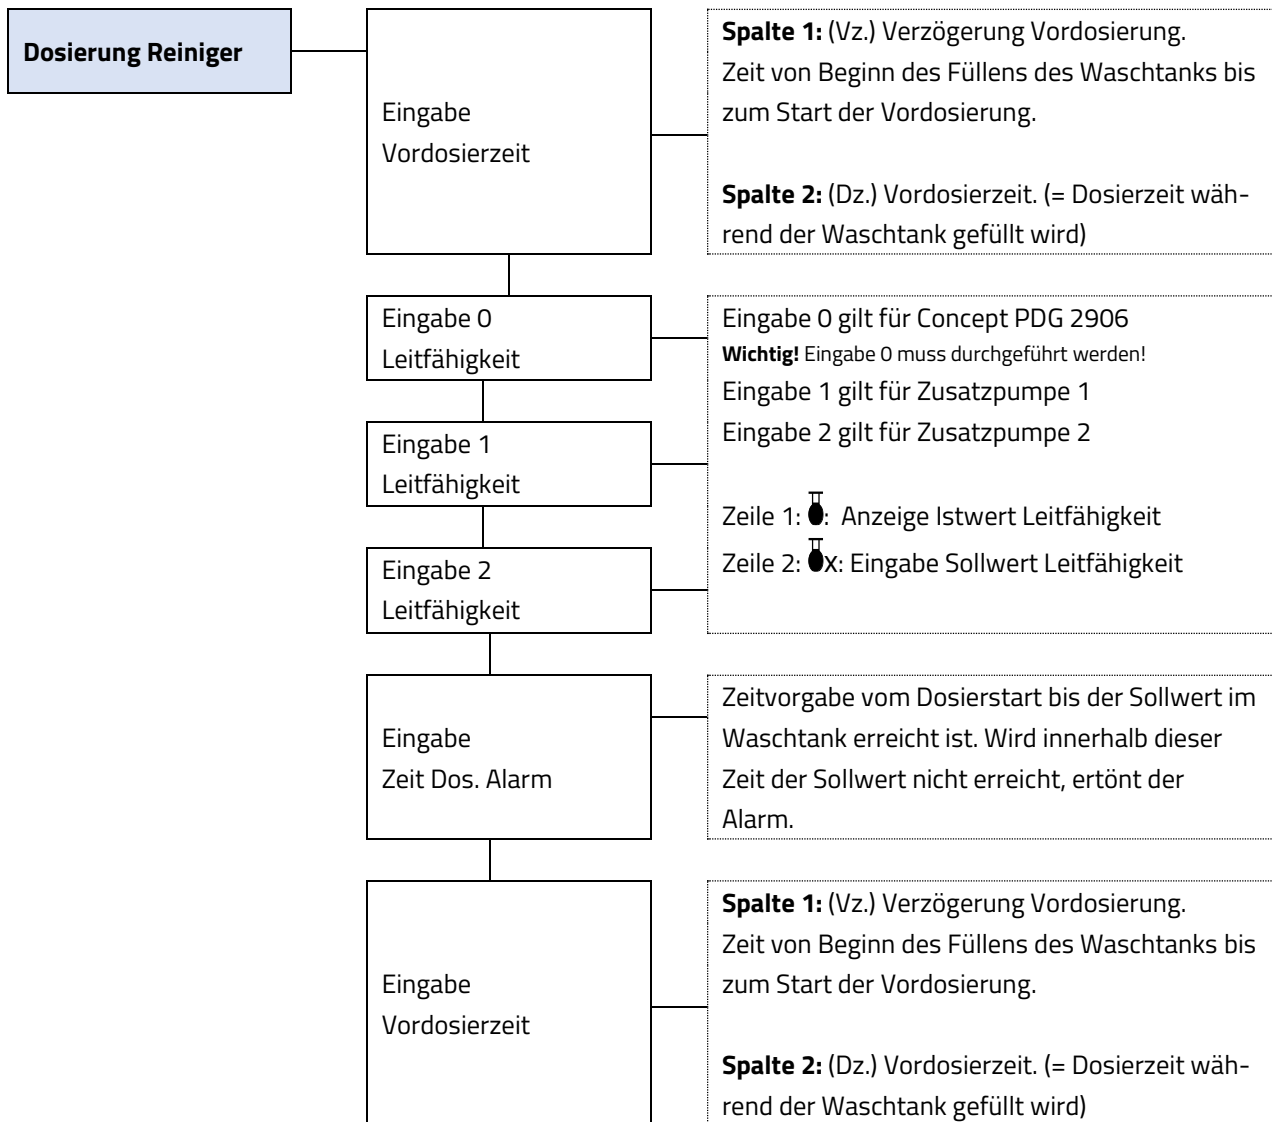 Dosierung Reiniger
Eingabe
Vordosierzeit
Spalte 1: (Vz.) Verzögerung Vordosierung.
Zeit von Beginn des Füllens des Waschtanks bis
zum Start der Vordosierung.
Spalte 2: (Dz.) Vordosierzeit. (= Dosierzeit wäh-
rend der Waschtank gefüllt wird)
Eingabe 0
Leitfähigkeit
Eingabe 1
Leitfähigkeit
Eingabe 2
Leitfähigkeit
Eingabe 0 gilt für Concept PDG 2906
Wichtig! Eingabe 0 muss durchgeführt werden!
Eingabe 1 gilt für Zusatzpumpe 1
Eingabe 2 gilt für Zusatzpumpe 2
Zeile 1: : Anzeige Istwert Leitfähigkeit
Zeile 2: x: Eingabe Sollwert Leitfähigkeit
Eingabe
Zeit Dos. Alarm
Zeitvorgabe vom Dosierstart bis der Sollwert im
Waschtank erreicht ist. Wird innerhalb dieser
Zeit der Sollwert nicht erreicht, ertönt der
Alarm.
Eingabe
Vordosierzeit
Spalte 1: (Vz.) Verzögerung Vordosierung.
Zeit von Beginn des Füllens des Waschtanks bis
zum Start der Vordosierung.
Spalte 2: (Dz.) Vordosierzeit. (= Dosierzeit wäh-
rend der Waschtank gefüllt wird)